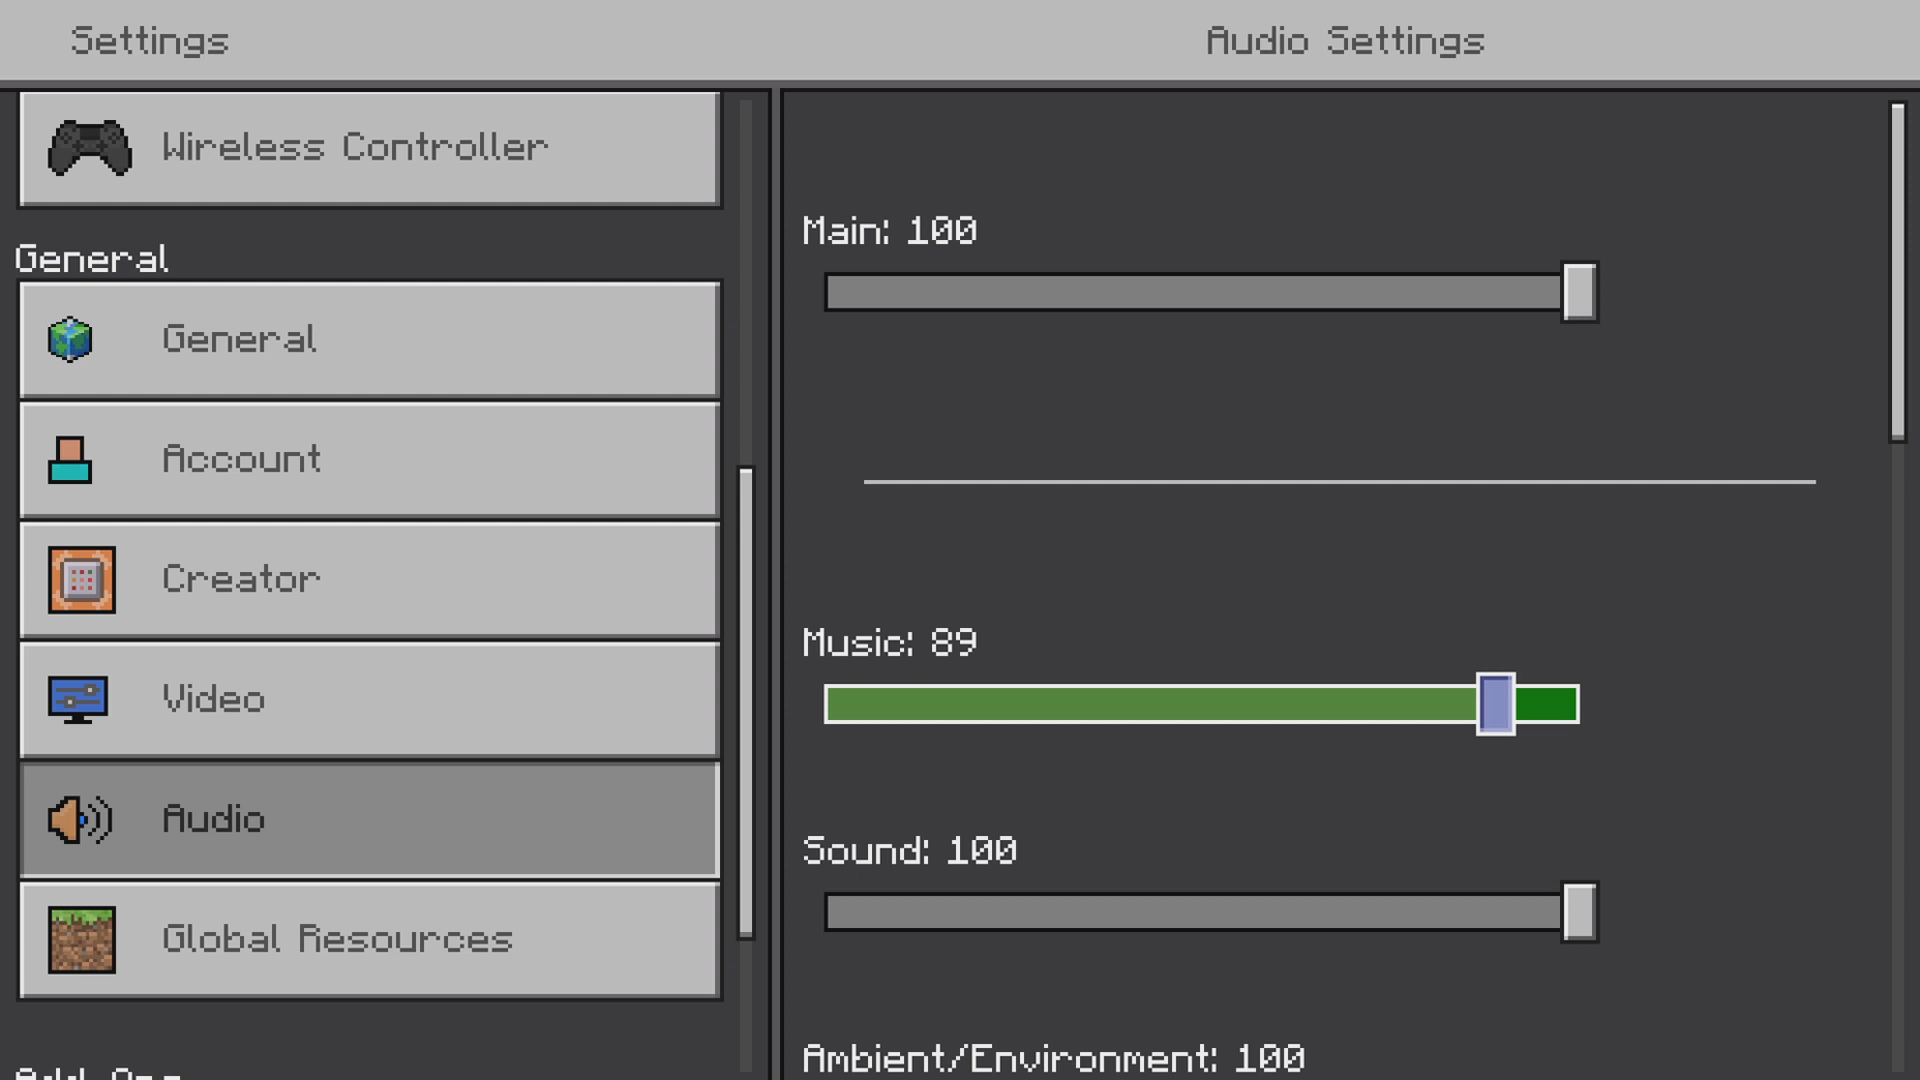 Settings
Audio Settings
Wireless Controller
General
General
Account
Creator
Video
Audio
Global Resources
Main: 100
Music: 89
Sound: 100
Ambient/Environment: 100